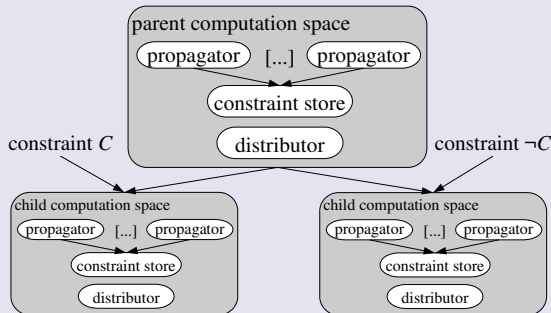 parent computation space
propagator [...] propagator
constraint store
distributor
constraint C
constraint ¬C
child computation space
propagator [...] propagator
constraint store
distributor
child computation space
propagator [...] propagator
constraint store
distributor